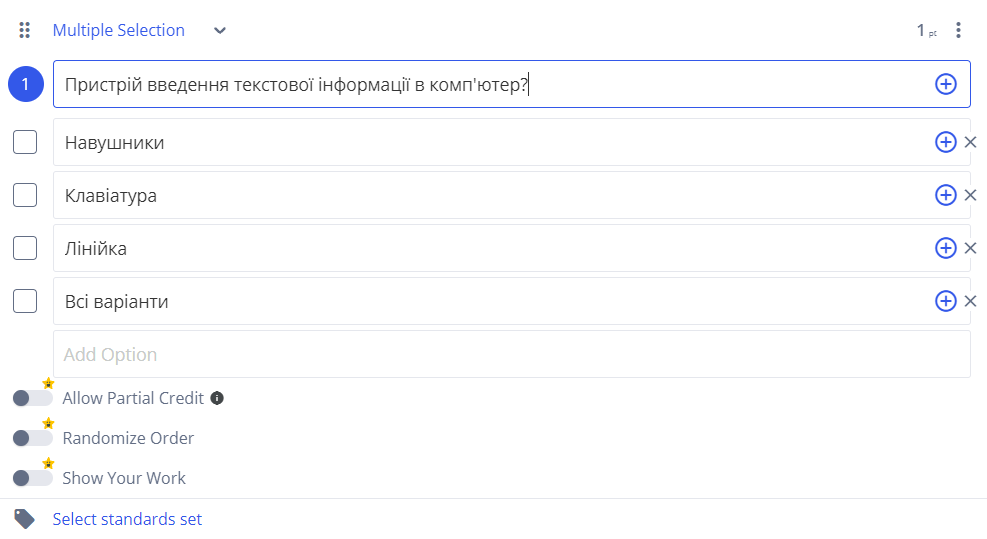 Multiple Selection
1 pt
1 Пристрій введення текстової інформації в комп'ютер?
Навушники
Клавіатура
Лінійка
Всі варіанти
Add Option
Allow Partial Credit
Randomize Order
Show Your Work
Select standards set